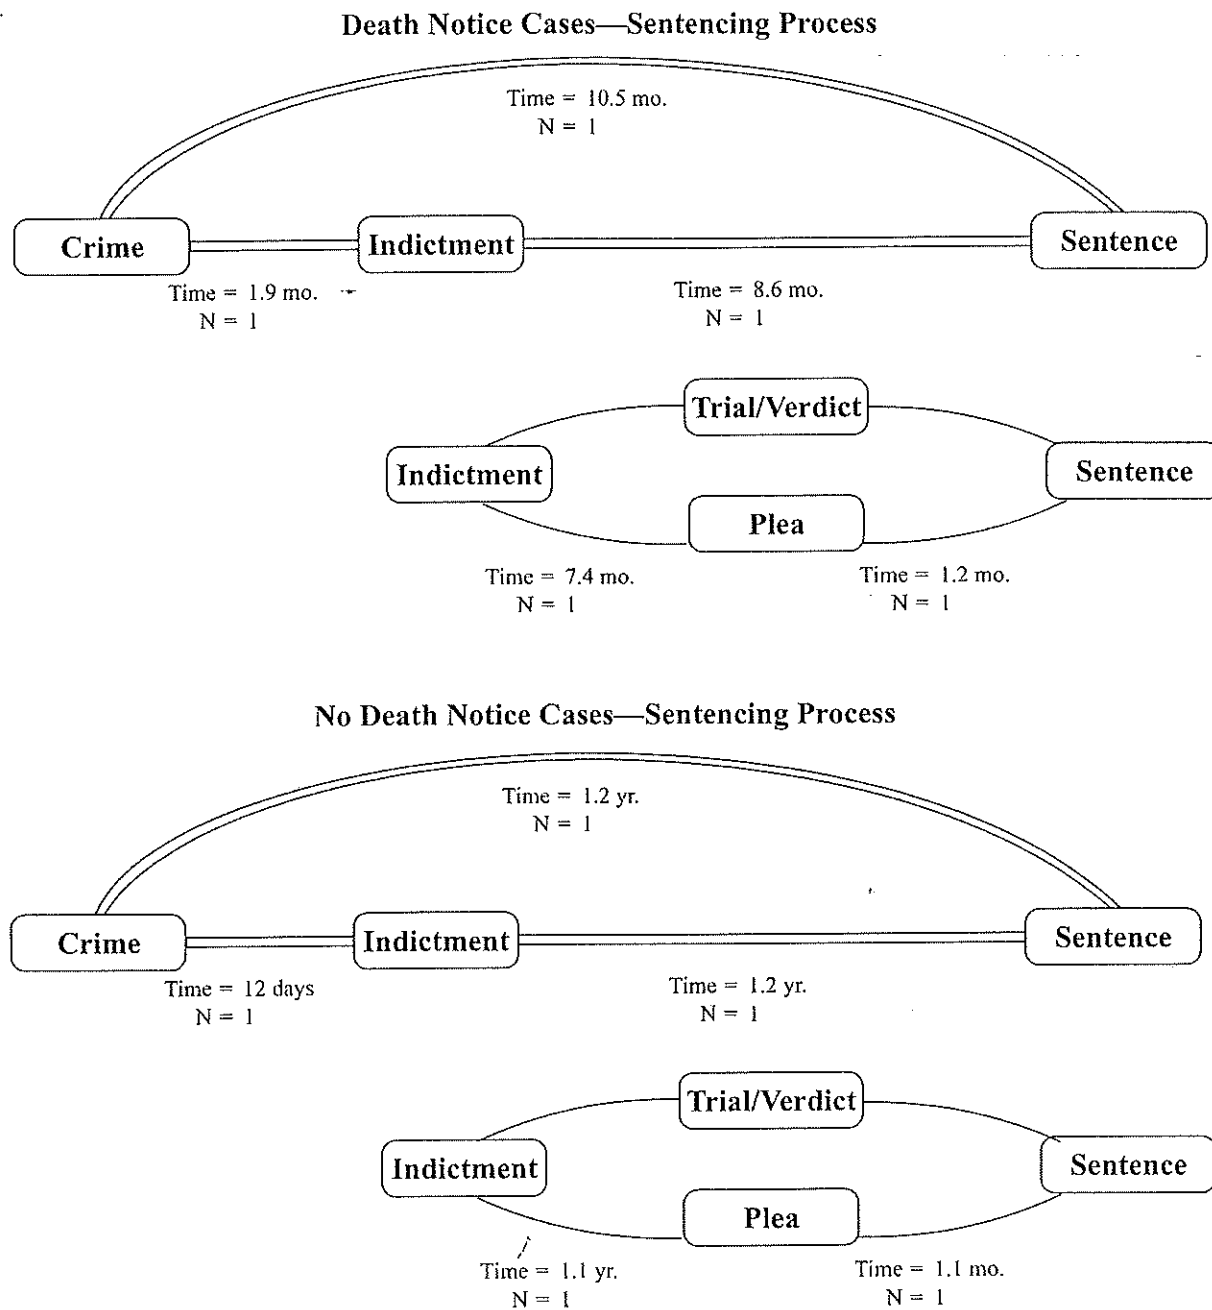 Death Notice Cases—Sentencing Process
Time = 10.5 mo.
N = 1
Crime
Indictment
Sentence
Time = 1.9 mo.
N = 1
Time = 8.6 mo.
N = 1
Trial/Verdict
Indictment
Sentence
Plea
Time = 7.4 mo.
N = 1
Time = 1.2 mo.
N = 1
No Death Notice Cases—Sentencing Process
Time = 1.2 yr.
N = 1
Crime
Indictment
Sentence
Time = 12 days
N = 1
Time = 1.2 yr.
N = 1
Trial/Verdict
Indictment
Sentence
Plea
Time = 1.1 yr.
N = 1
Time = 1.1 mo.
N = 1